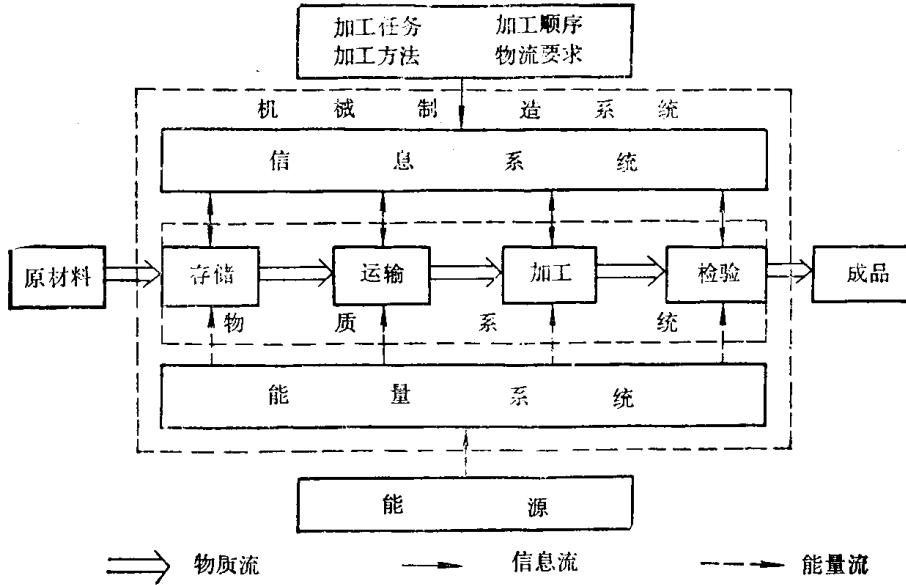 加工任务 加工顺序
加工方法 物流要求
机械制造系统
信息系统
原材料 存储 运输 加工 检验 成品
物质系统
能量系统
能源
物质流 信息流 能量流